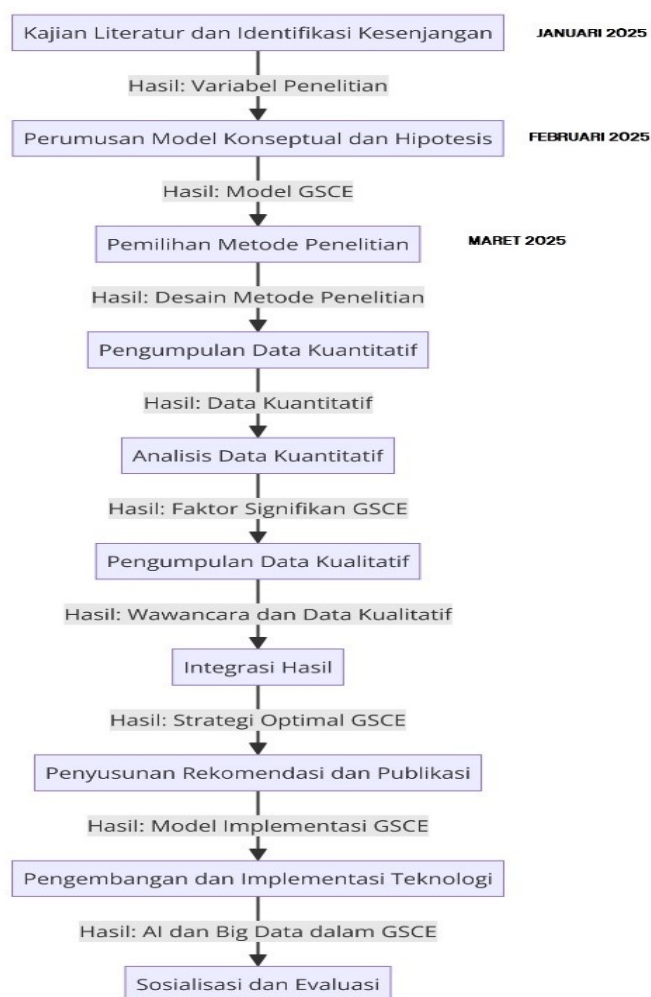 Kajian Literatur dan Identifikasi Kesenjangan
JANUARI 2025
Hasil: Variabel Penelitian
Perumusan Model Konseptual dan Hipotesis
FEBRUARI 2025
Hasil: Model GSCE
Pemilihan Metode Penelitian
MARET 2025
Hasil: Desain Metode Penelitian
Pengumpulan Data Kuantitatif
Hasil: Data Kuantitatif
Analisis Data Kuantitatif
Hasil: Faktor Signifikan GSCE
Pengumpulan Data Kualitatif
Hasil: Wawancara dan Data Kualitatif
Integrasi Hasil
Hasil: Strategi Optimal GSCE
Penyusunan Rekomendasi dan Publikasi
Hasil: Model Implementasi GSCE
Pengembangan dan Implementasi Teknologi
Hasil: AI dan Big Data dalam GSCE
Sosialisasi dan Evaluasi